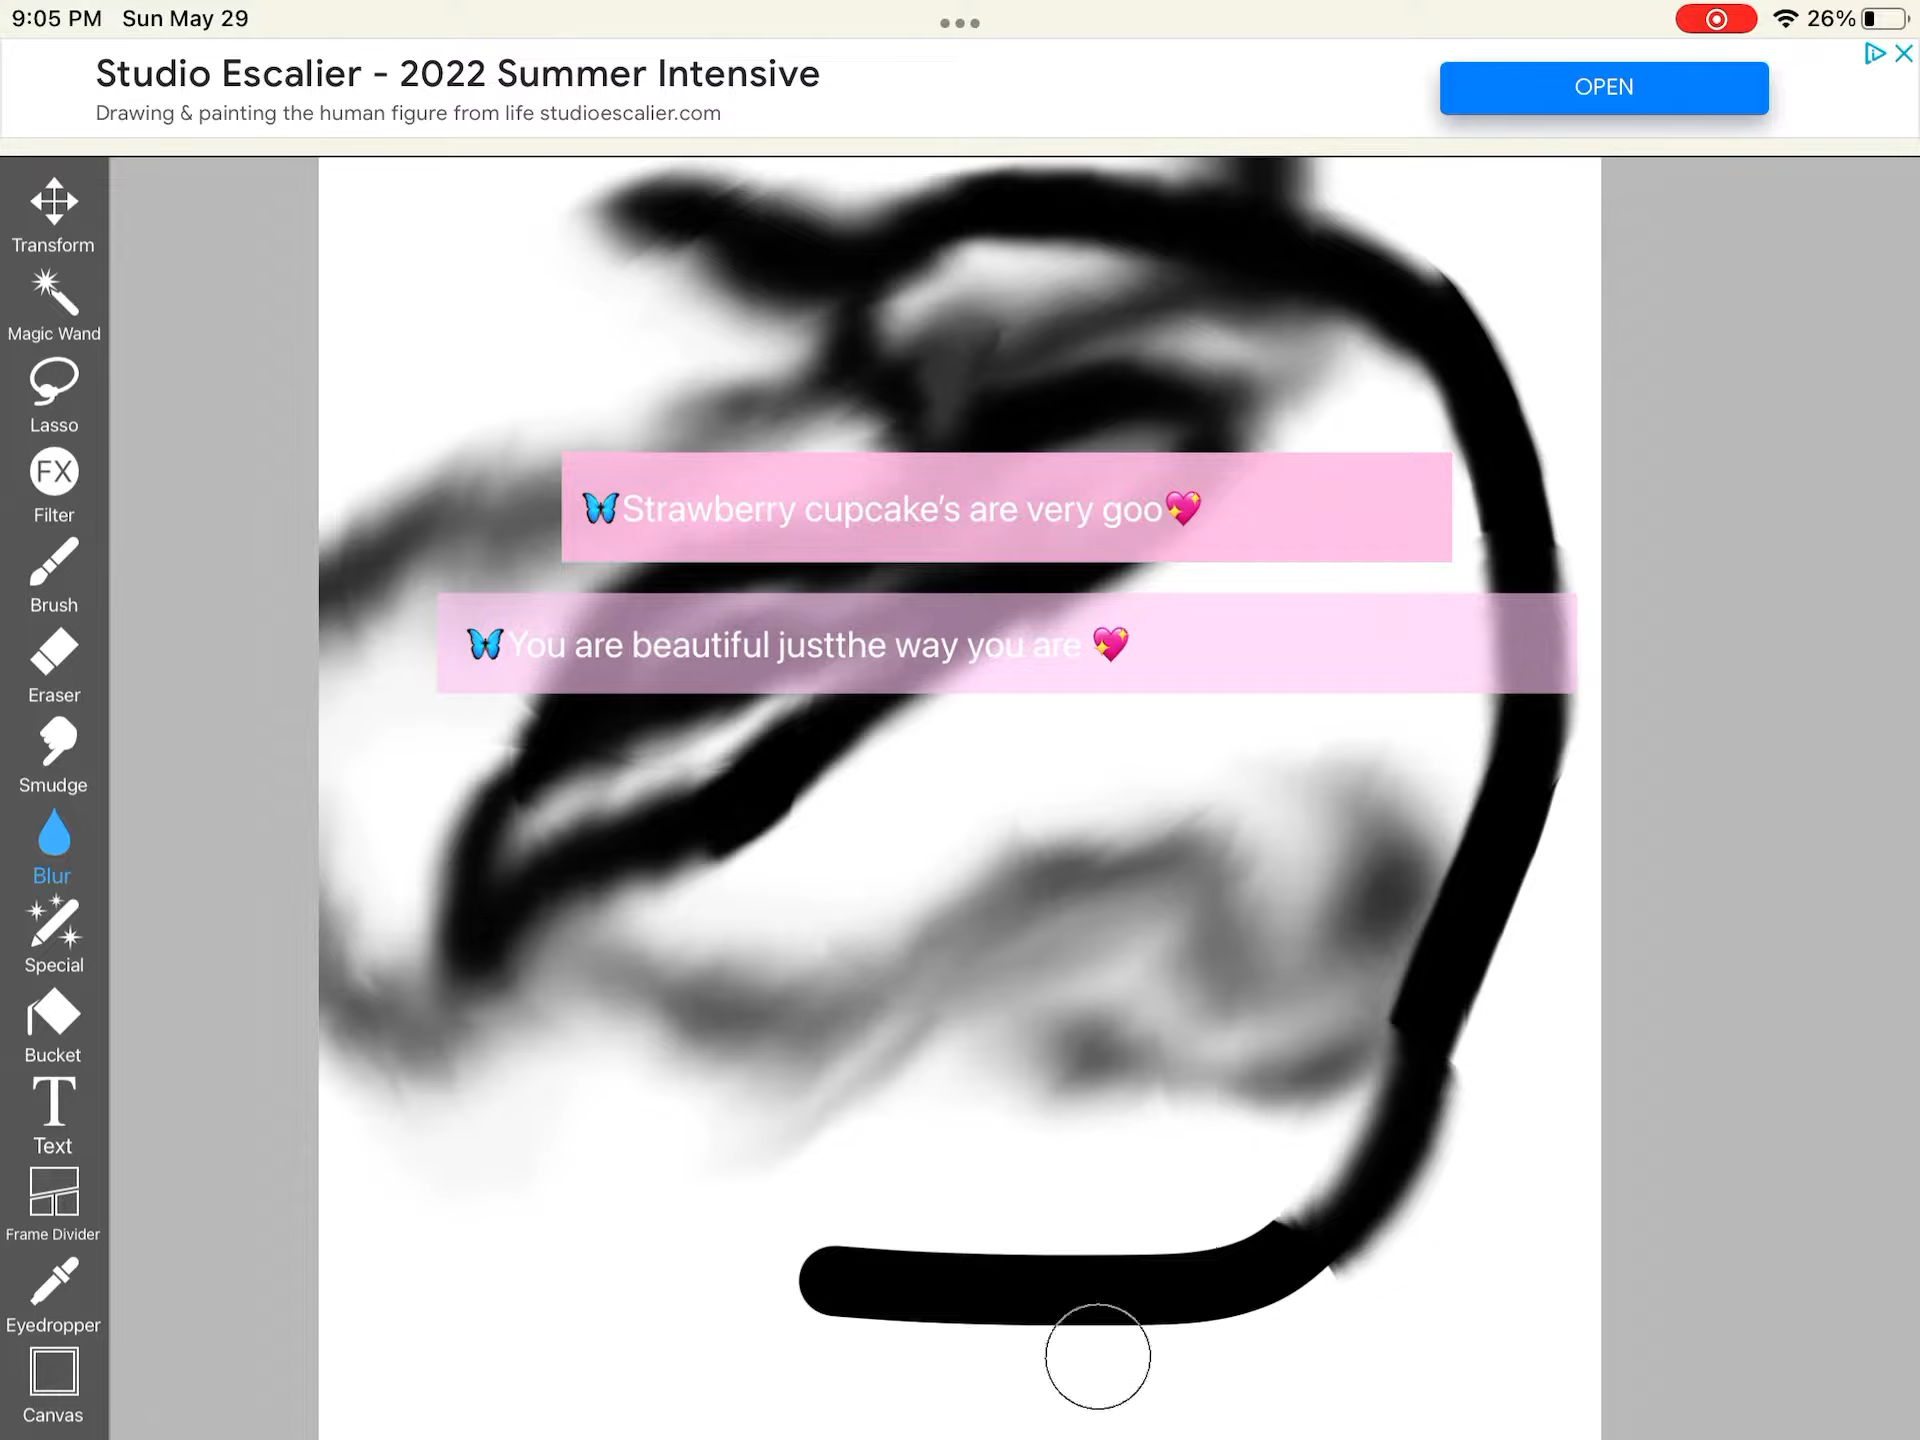 9:05 PM Sun May 29
26%
Studio Escalier - 2022 Summer Intensive
Drawing & painting the human figure from life studioescalier.com
OPEN
Transform
Magic Wand
Lasso
FX
Filter
Brush
Eraser
Smudge
Blur
Special
Bucket
T
Text
Frame Divider
Eyedropper
Canvas
🦋Strawberry cupcake’s are very goo💖
🦋You are beautiful justthe way you are 💖